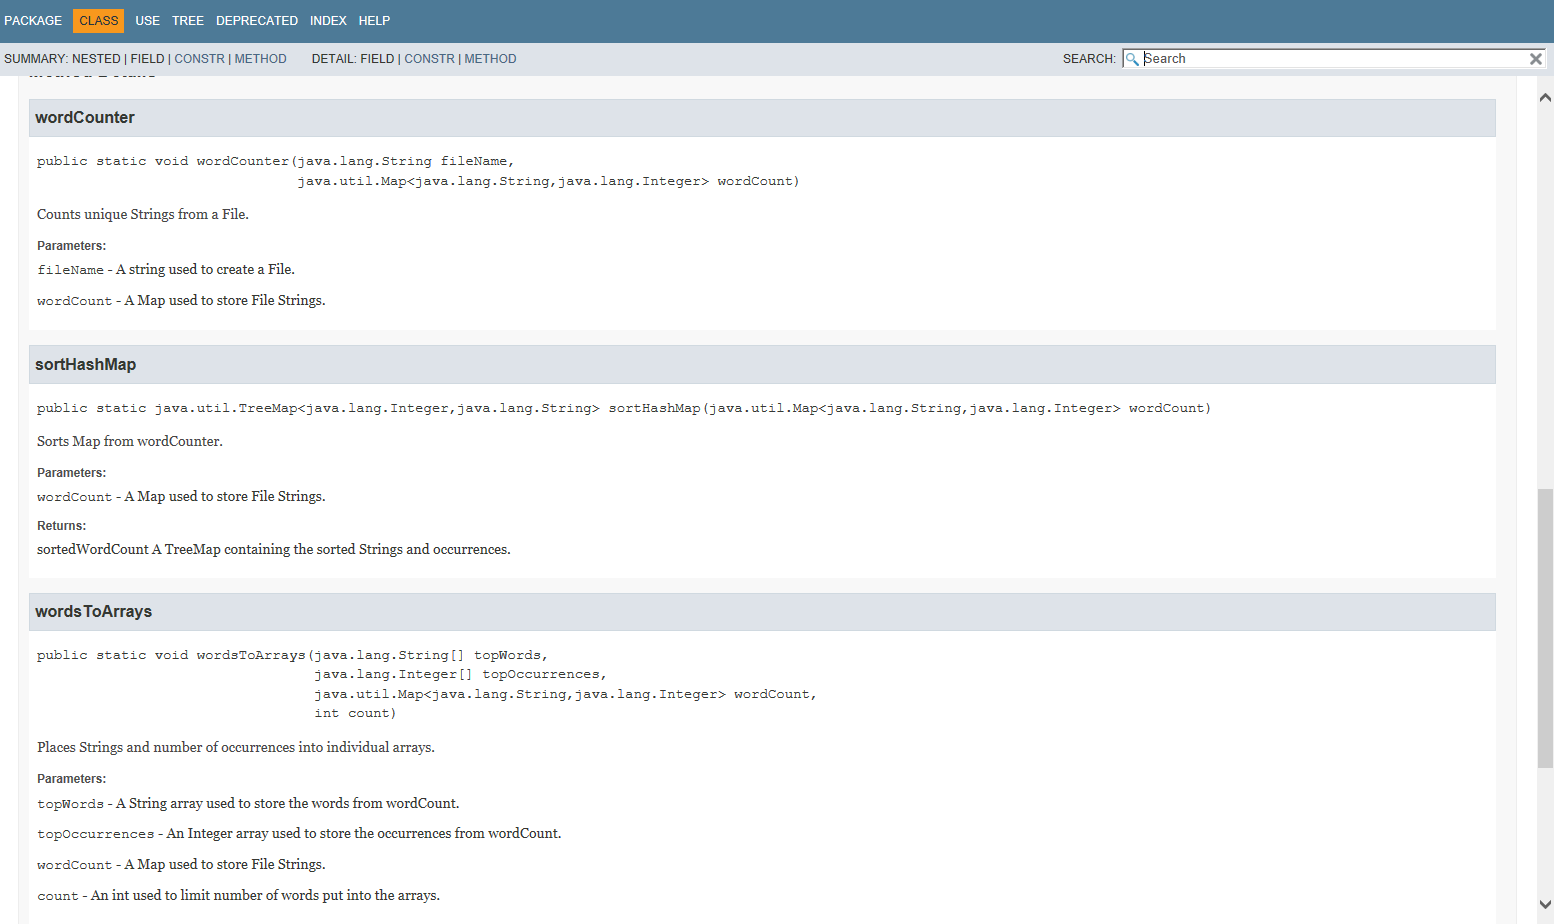 PACKAGE CLASS USE TREE DEPRECATED INDEX HELP
SUMMARY: NESTED | FIELD | CONSTR | METHOD DETAIL: FIELD | CONSTR | METHOD SEARCH: Search
wordCounter
public static void wordCounter(java.lang.String fileName,
java.util.Map<java.lang.String,java.lang.Integer> wordCount)
Counts unique Strings from a File.
Parameters:
fileName - A string used to create a File.
wordCount - A Map used to store File Strings.
sortHashMap
public static java.util.TreeMap<java.lang.Integer,java.lang.String> sortHashMap(java.util.Map<java.lang.String,java.lang.Integer> wordCount)
Sorts Map from wordCounter.
Parameters:
wordCount - A Map used to store File Strings.
Returns:
sortedWordCount A TreeMap containing the sorted Strings and occurrences.
wordsToArrays
public static void wordsToArrays(java.lang.String[] topWords,
java.lang.Integer[] topOccurrences,
java.util.Map<java.lang.String,java.lang.Integer> wordCount,
int count)
Places Strings and number of occurrences into individual arrays.
Parameters:
topWords - A String array used to store the words from wordCount.
topOccurrences - An Integer array used to store the occurrences from wordCount.
wordCount - A Map used to store File Strings.
count - An int used to limit number of words put into the arrays.